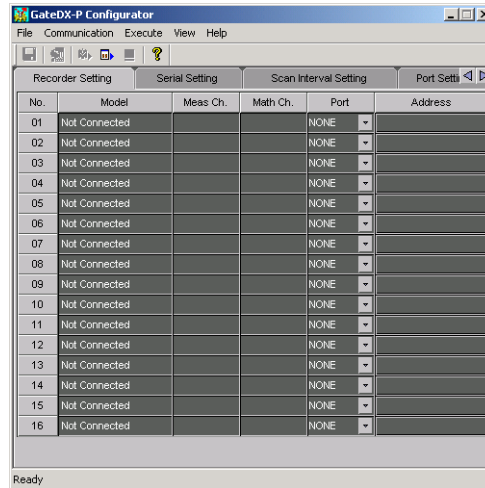 GateDX-P Configurator
File Communication Execute View Help
Recorder Setting Serial Setting Scan Interval Setting Port Setti
No. Model Meas Ch. Math Ch. Port Address
01 Not Connected NONE
02 Not Connected NONE
03 Not Connected NONE
04 Not Connected NONE
05 Not Connected NONE
06 Not Connected NONE
07 Not Connected NONE
08 Not Connected NONE
09 Not Connected NONE
10 Not Connected NONE
11 Not Connected NONE
12 Not Connected NONE
13 Not Connected NONE
14 Not Connected NONE
15 Not Connected NONE
16 Not Connected NONE
Ready